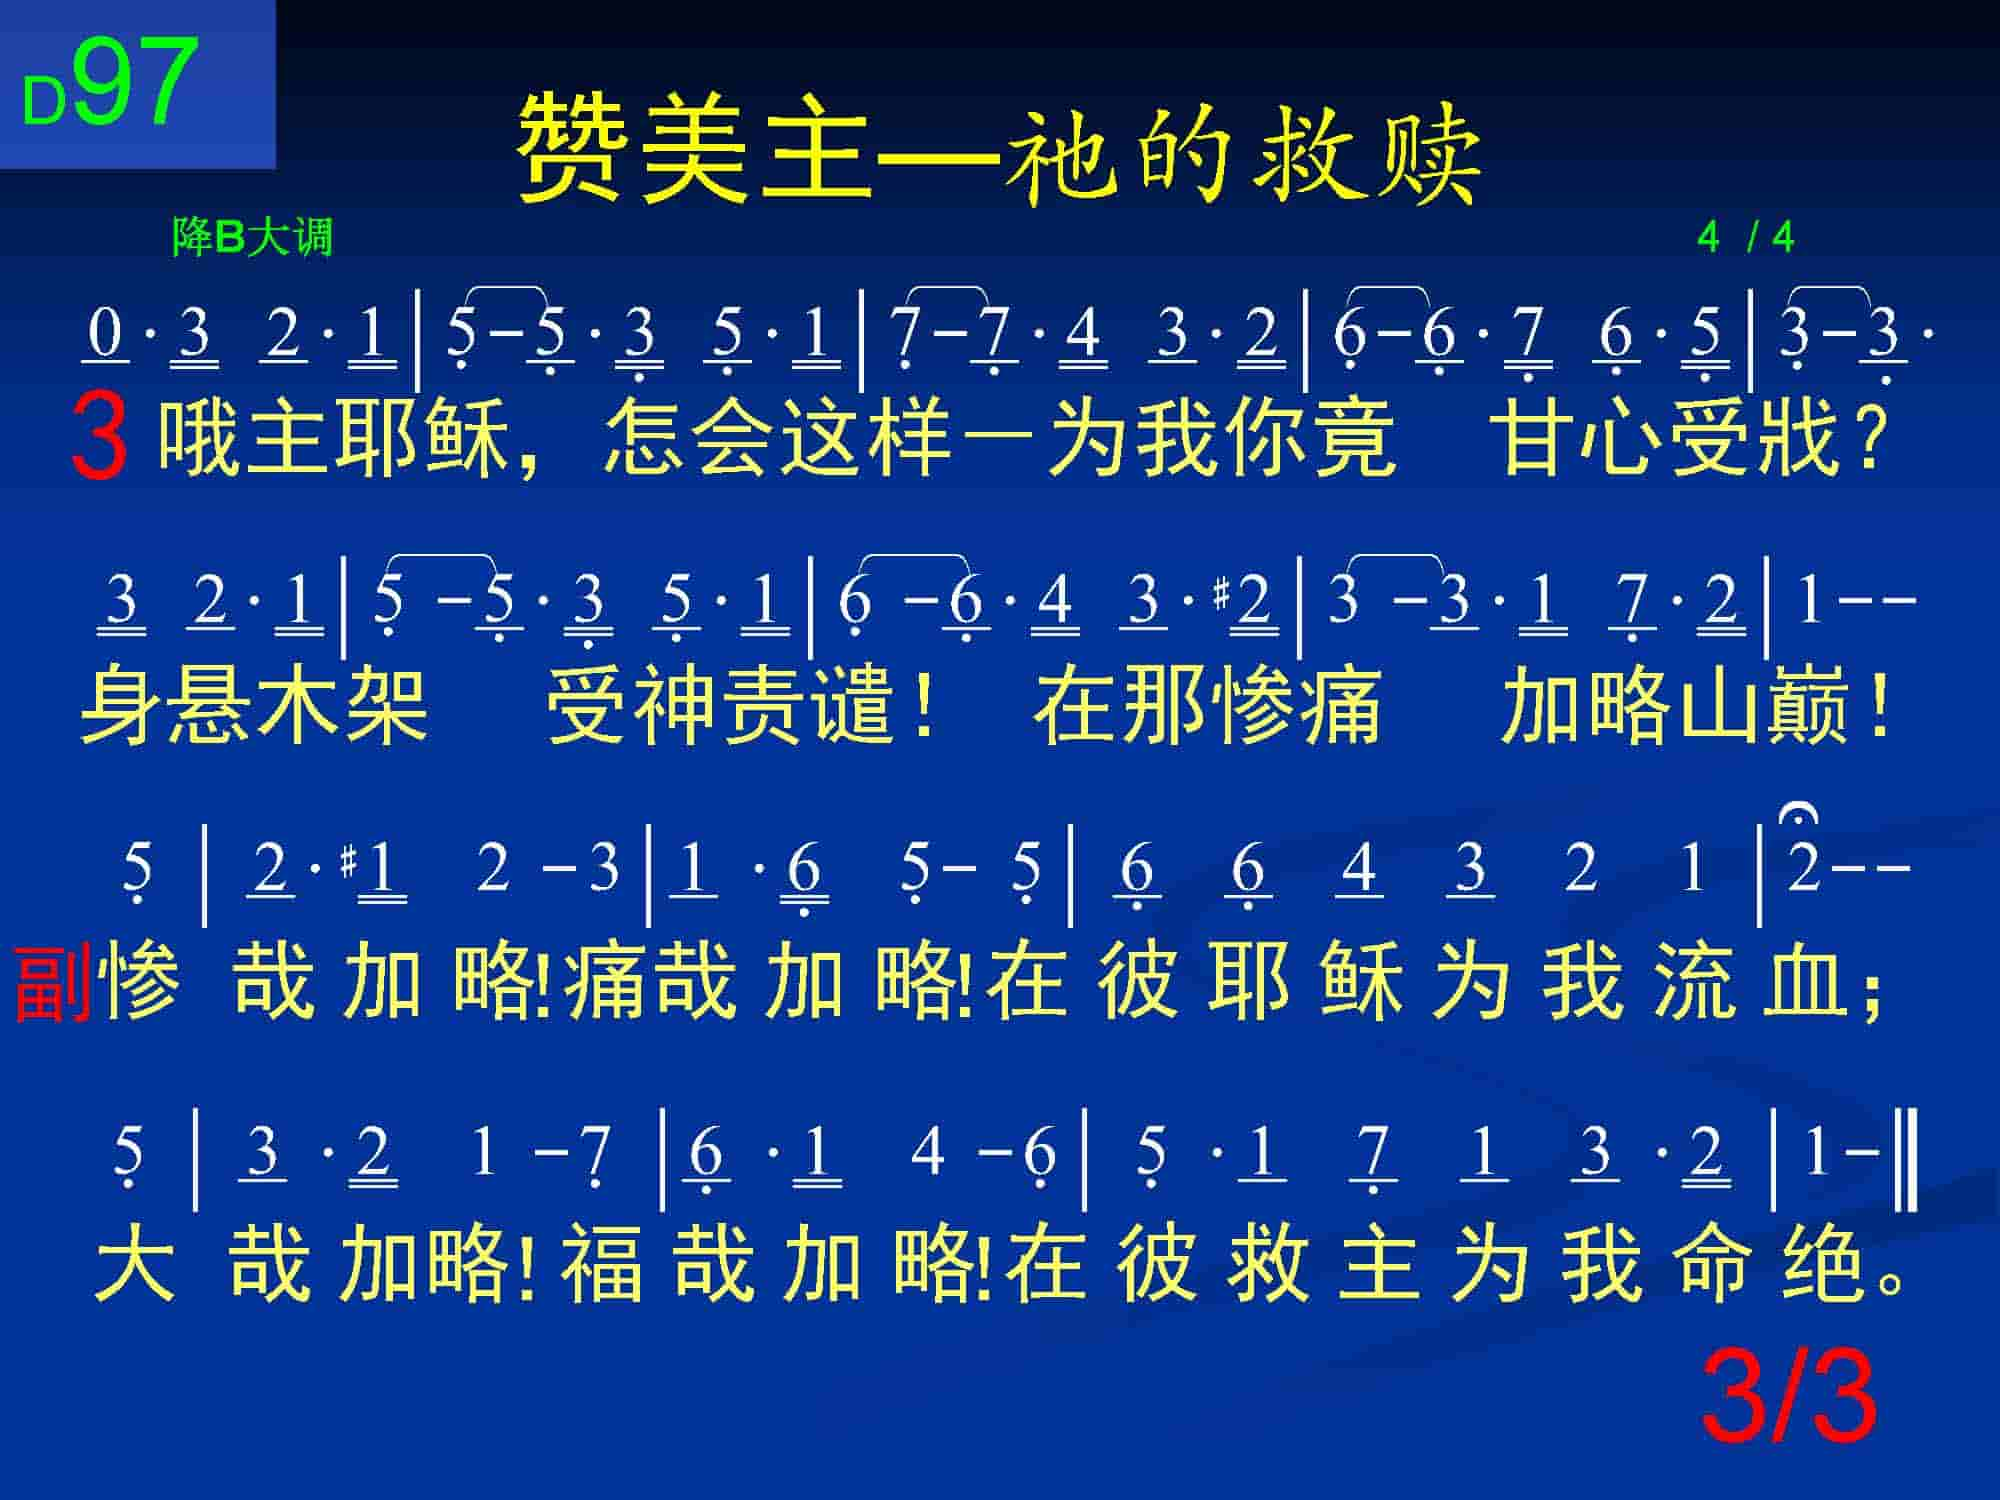 D97
赞美主—祂的救赎
降B大调 4 / 4
0·3 2·1|5-5·3 5·1|7-7·4 3·2|6-6·7 6·5|3-3·
3 哦主耶稣，怎会这样－为我你竟 甘心受戕？
3 2·1|5-5·3 5·1|6-6·4 3·#2|3-3·1 7·2|1--
身悬木架 受神责谴！ 在那惨痛 加略山巅！
5|2·#1 2-3|1·6 5-5|6 6 4 3 2 1|2--
副惨哉加略!痛哉加略!在彼耶稣为我流血；
5|3·2 1-7|6·1 4-6|5·1 7 1 3·2|1-‖
大哉加略!福哉加略!在彼救主为我命绝。
3/3